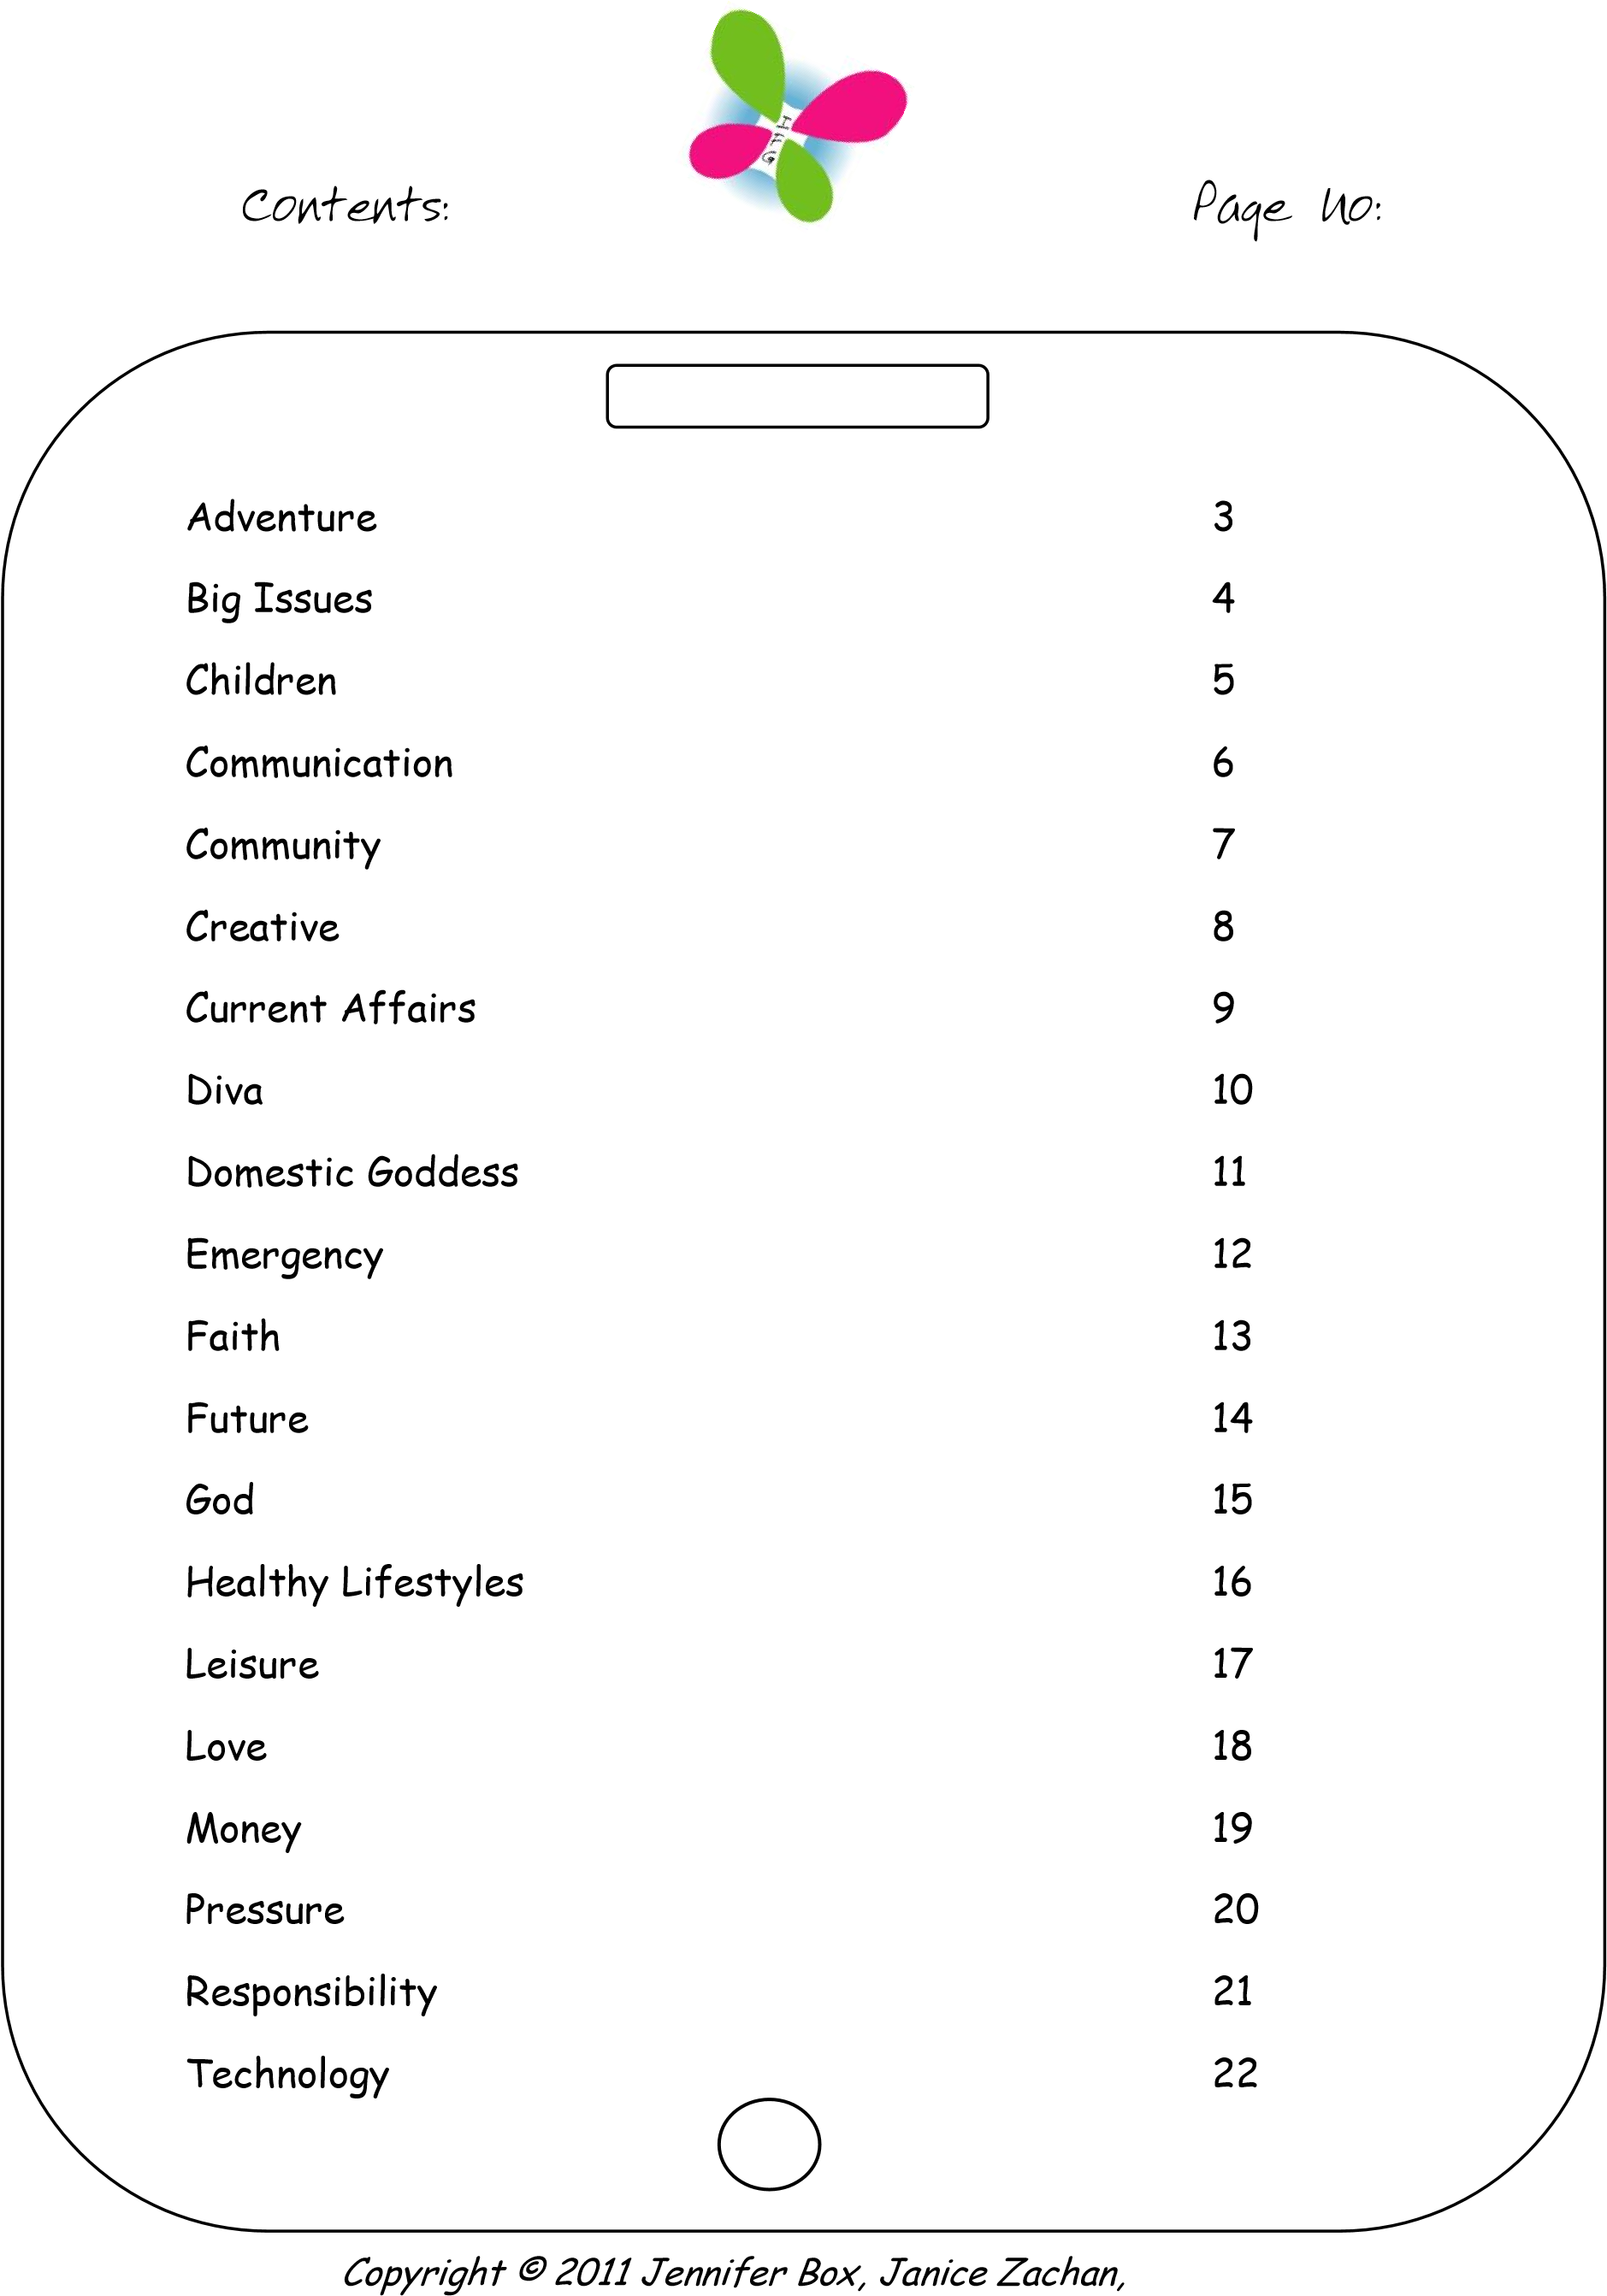 GFI
Contents: Page No:
Adventure 3
Big Issues 4
Children 5
Communication 6
Community 7
Creative 8
Current Affairs 9
Diva 10
Domestic Goddess 11
Emergency 12
Faith 13
Future 14
God 15
Healthy Lifestyles 16
Leisure 17
Love 18
Money 19
Pressure 20
Responsibility 21
Technology 22
Copyright © 2011 Jennifer Box, Janice Zachan,